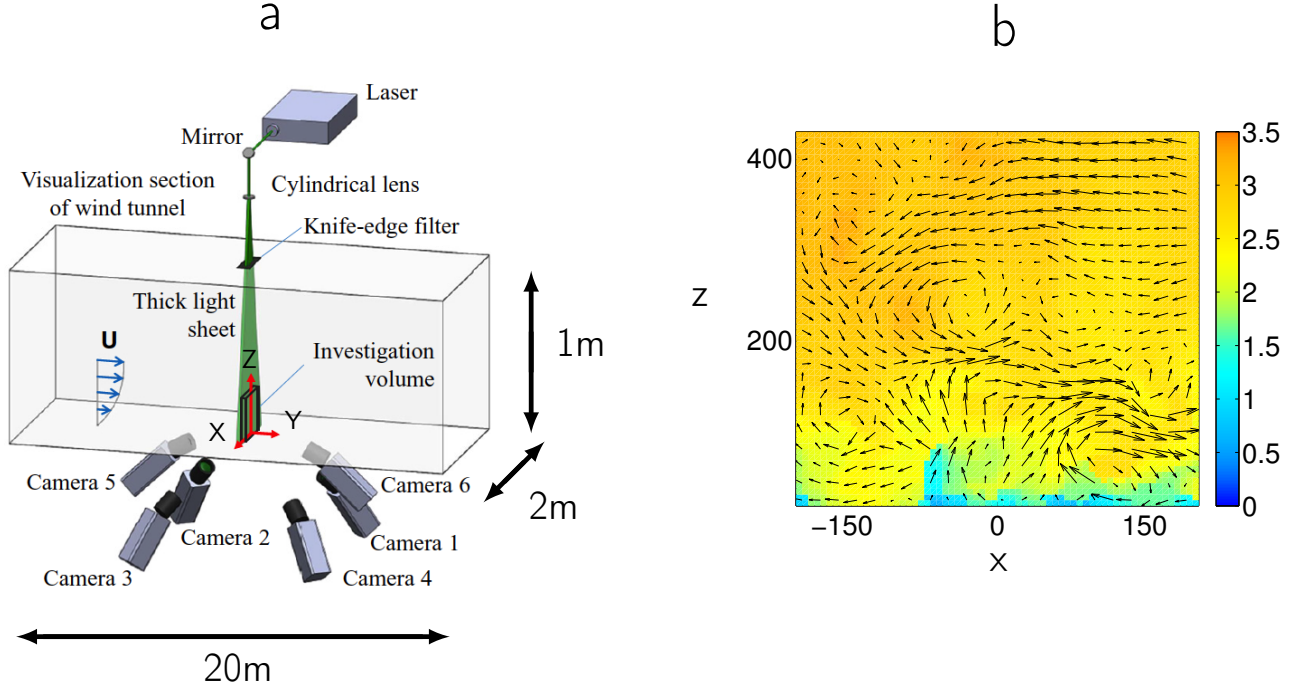 a
Laser
Mirror
Visualization section
of wind tunnel
Cylindrical lens
Knife-edge filter
Thick light
sheet
U
Investigation
volume
Z
Y
X
1m
2m
Camera 5
Camera 6
Camera 2
Camera 1
Camera 3
Camera 4
20m
b
400
200
z
−150
0
150
x
3.5
3
2.5
2
1.5
1
0.5
0